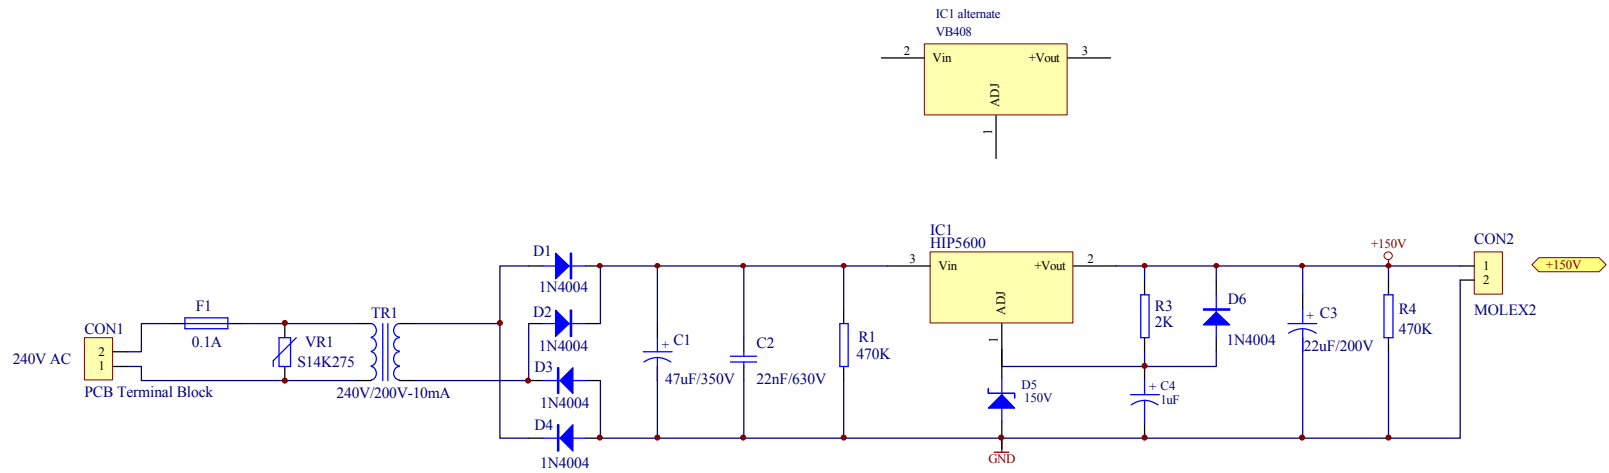 IC1 alternate
VB408
2
Vin
+Vout
3
ADJ
1
IC1
HIP5600
3
Vin
+Vout
2
ADJ
1
+150V
CON2
1
2
MOLEX2
+150V
D1
1N4004
D2
1N4004
D3
1N4004
D4
1N4004
F1
0.1A
CON1
2
1
240V AC
PCB Terminal Block
VR1
S14K275
TR1
240V/200V-10mA
+
C1
47uF/350V
C2
22nF/630V
R1
470K
R3
2K
D6
1N4004
+
C3
22uF/200V
R4
470K
D5
150V
+
C4
1uF
GND